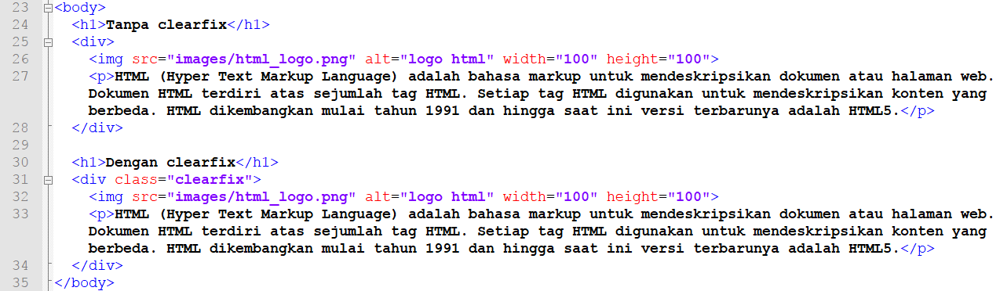 23 <body>
24 <h1>Tanpa clearfix</h1>
25 <div>
26 <img src="images/html_logo.png" alt="logo html" width="100" height="100">
27 <p>HTML (Hyper Text Markup Language) adalah bahasa markup untuk mendeskripsikan dokumen atau halaman web.
Dokumen HTML terdiri atas sejumlah tag HTML. Setiap tag HTML digunakan untuk mendeskripsikan konten yang
berbeda. HTML dikembangkan mulai tahun 1991 dan hingga saat ini versi terbarunya adalah HTML5.</p>
28 </div>
29
30 <h1>Dengan clearfix</h1>
31 <div class="clearfix">
32 <img src="images/html_logo.png" alt="logo html" width="100" height="100">
33 <p>HTML (Hyper Text Markup Language) adalah bahasa markup untuk mendeskripsikan dokumen atau halaman web.
Dokumen HTML terdiri atas sejumlah tag HTML. Setiap tag HTML digunakan untuk mendeskripsikan konten yang
berbeda. HTML dikembangkan mulai tahun 1991 dan hingga saat ini versi terbarunya adalah HTML5.</p>
34 </div>
35 </body>